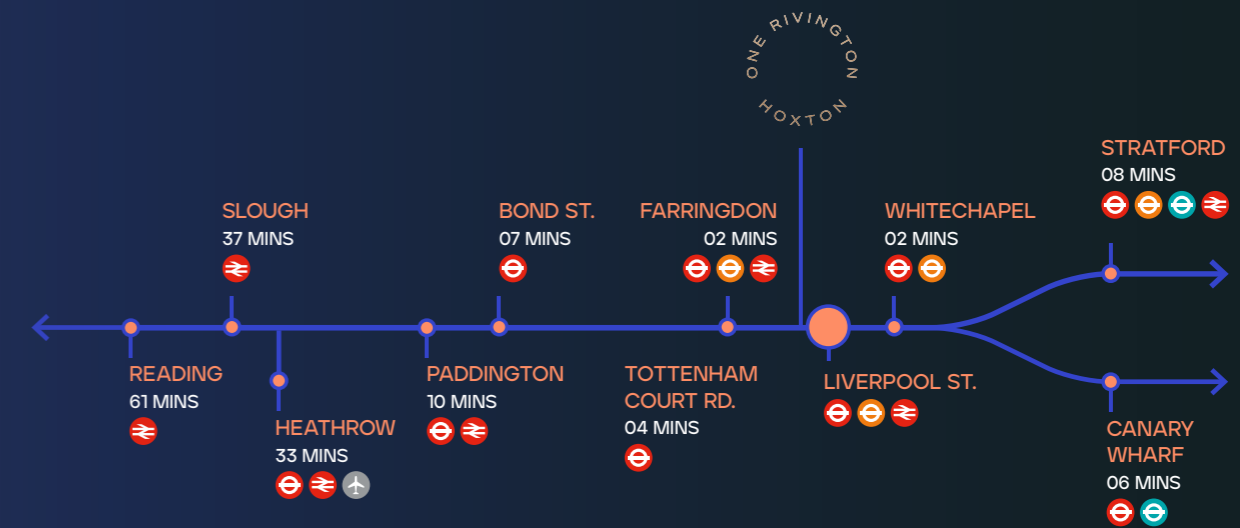 ONE RIVINGTON
HOXTON
STRATFORD
08 MINS
SLOUGH
37 MINS
BOND ST.
07 MINS
FARRINGDON
02 MINS
WHITECHAPEL
02 MINS
READING
61 MINS
HEATHROW
33 MINS
PADDINGTON
10 MINS
TOTTENHAM
COURT RD.
04 MINS
LIVERPOOL ST.
CANARY
WHARF
06 MINS